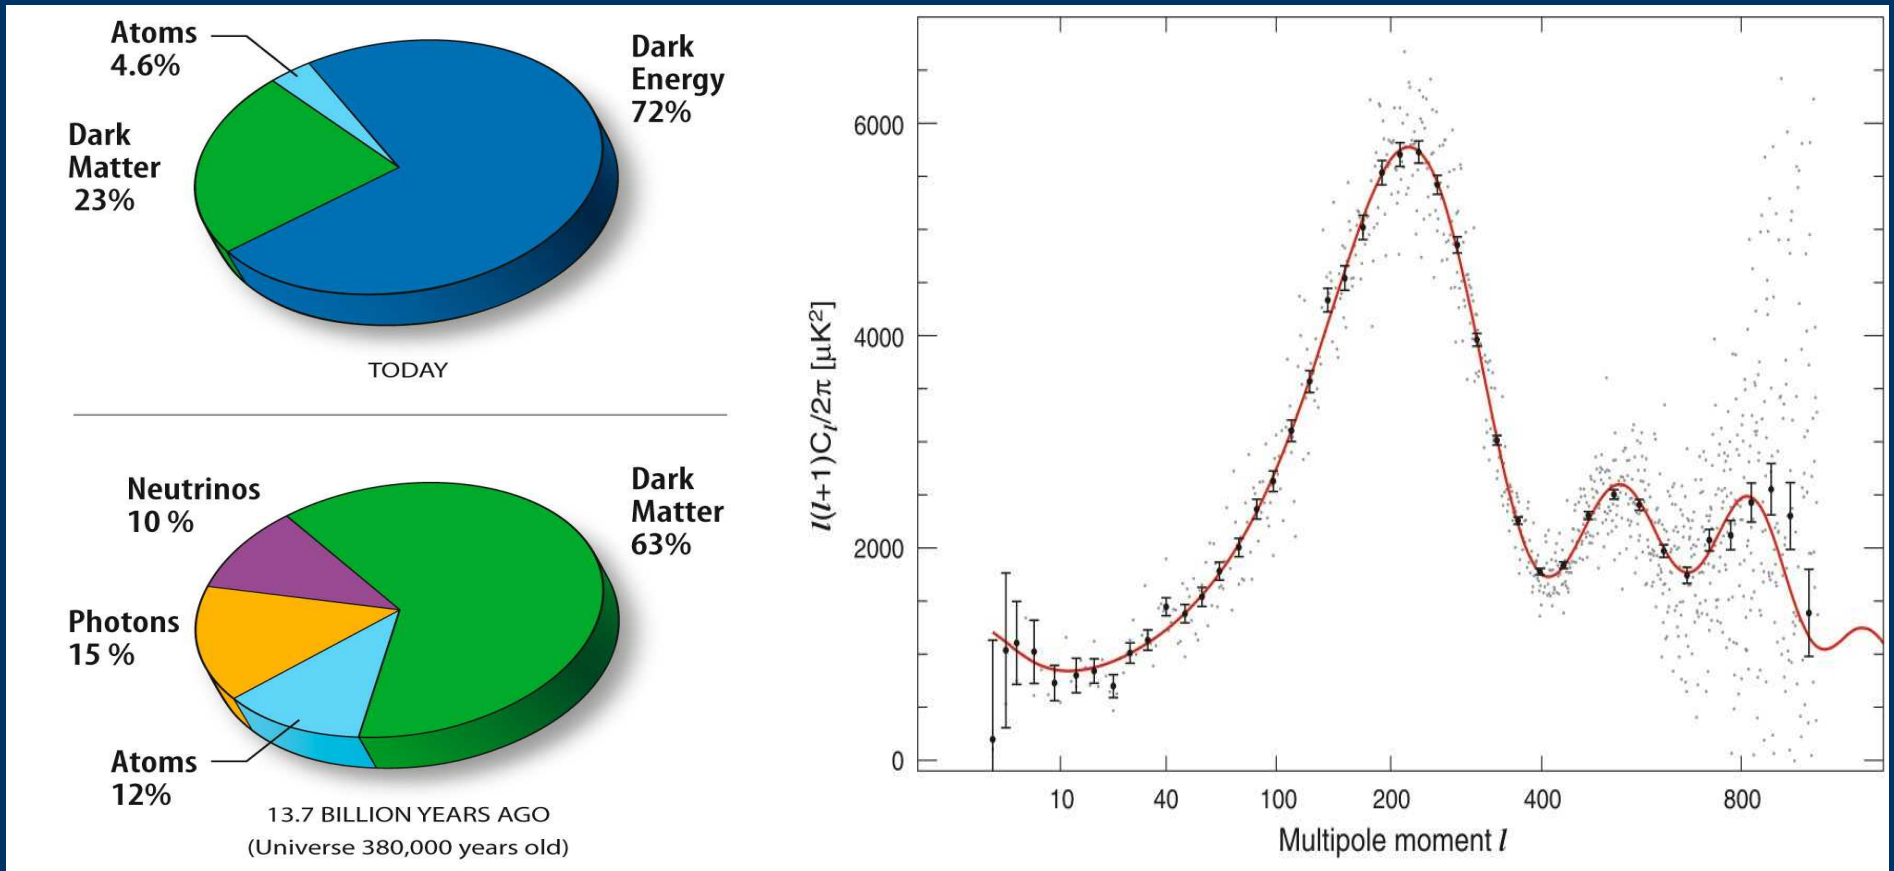 Atoms
4.6%
Dark
Energy
72%
Dark
Matter
23%
TODAY
Neutrinos
10 %
Dark
Matter
63%
Photons
15 %
Atoms
12%
13.7 BILLION YEARS AGO
(Universe 380,000 years old)
6000
4000
2000
0
l(l+1)Cₗ/2π [μK²]
10 40 100 200 400 800
Multipole moment l